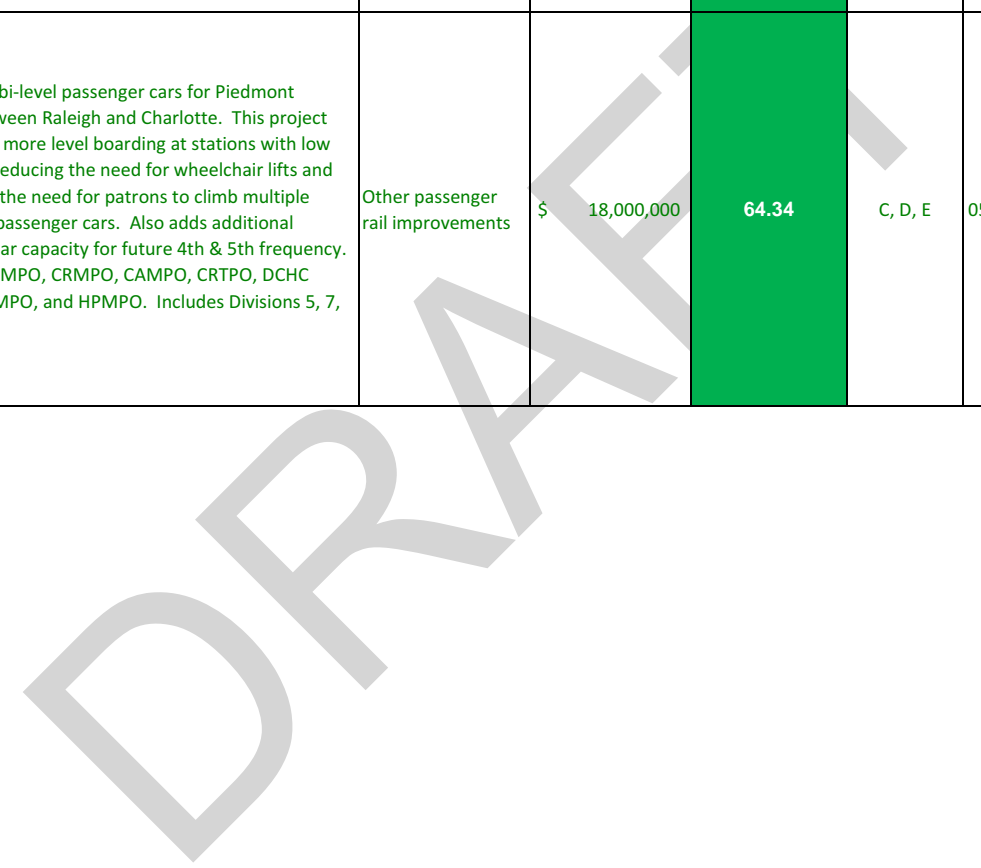 bi-level passenger cars for Piedmont
ween Raleigh and Charlotte. This project
more level boarding at stations with low
educing the need for wheelchair lifts and
the need for patrons to climb multiple
passenger cars. Also adds additional
ar capacity for future 4th & 5th frequency.
MPO, CRMPO, CAMPO, CRTPO, DCHC
MPO, and HPMPO. Includes Divisions 5, 7,
Other passenger
rail improvements
$ 18,000,000
64.34
C, D, E
DRAFT